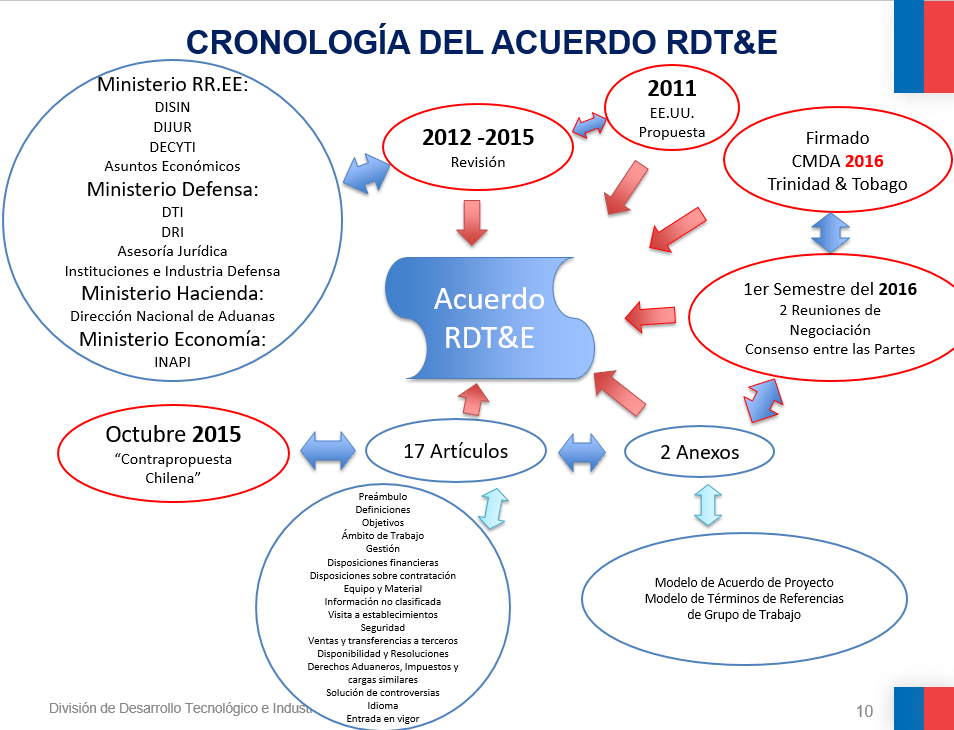 CRONOLOGÍA DEL ACUERDO RDT&E
Ministerio RR.EE:
DISIN
DIJUR
DECYTI
Asuntos Económicos
Ministerio Defensa:
DTI
DRI
Asesoría Jurídica
Instituciones e Industria Defensa
Ministerio Hacienda:
Dirección Nacional de Aduanas
Ministerio Economía:
INAPI
2012 -2015
Revisión
2011
EE.UU.
Propuesta
Firmado
CMDA 2016
Trinidad & Tobago
Acuerdo
RDT&E
1er Semestre del 2016
2 Reuniones de
Negociación
Consenso entre las Partes
Octubre 2015
“Contrapropuesta
Chilena”
17 Artículos
2 Anexos
Preámbulo
Definiciones
Objetivos
Ámbito de Trabajo
Gestión
Disposiciones financieras
Disposiciones sobre contratación
Equipo y Material
Información no clasificada
Visita a establecimientos
Seguridad
Ventas y transferencias a terceros
Disponibilidad y Resoluciones
Derechos Aduaneros, Impuestos y
cargas similares
Solución de controversias
Idioma
Entrada en vigor
Modelo de Acuerdo de Proyecto
Modelo de Términos de Referencias
de Grupo de Trabajo
División de Desarrollo Tecnológico e Indust
10